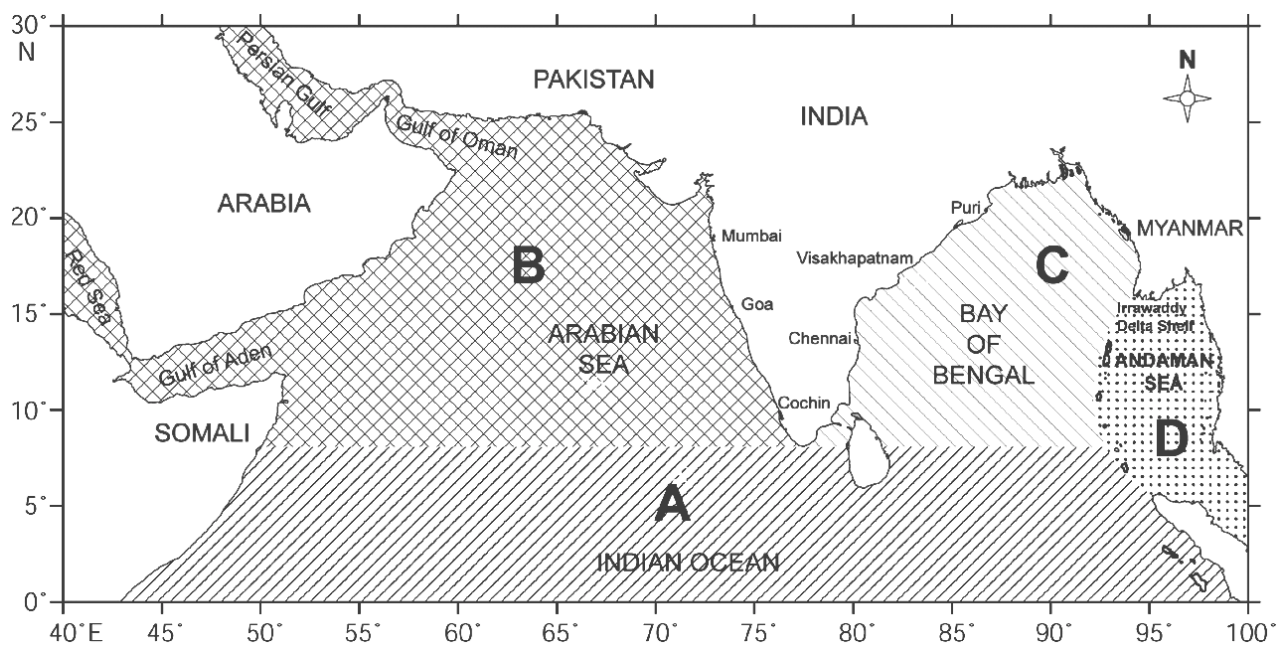 30°
N
25°
20°
15°
10°
5°
0°
40° E
45°
50°
55°
60°
65°
70°
75°
80°
85°
90°
95°
100°
N
Persian Gulf
PAKISTAN
INDIA
Gulf of Oman
ARABIA
Puri
MYANMAR
Red Sea
B
Mumbai
Visakhapatnam
C
Goa
Irrawaddy
Delta Shelf
ARABIAN
SEA
Chennai
BAY
OF
BENGAL
Gulf of Aden
ANDAMAN
SEA
Cochin
SOMALI
D
A
INDIAN OCEAN